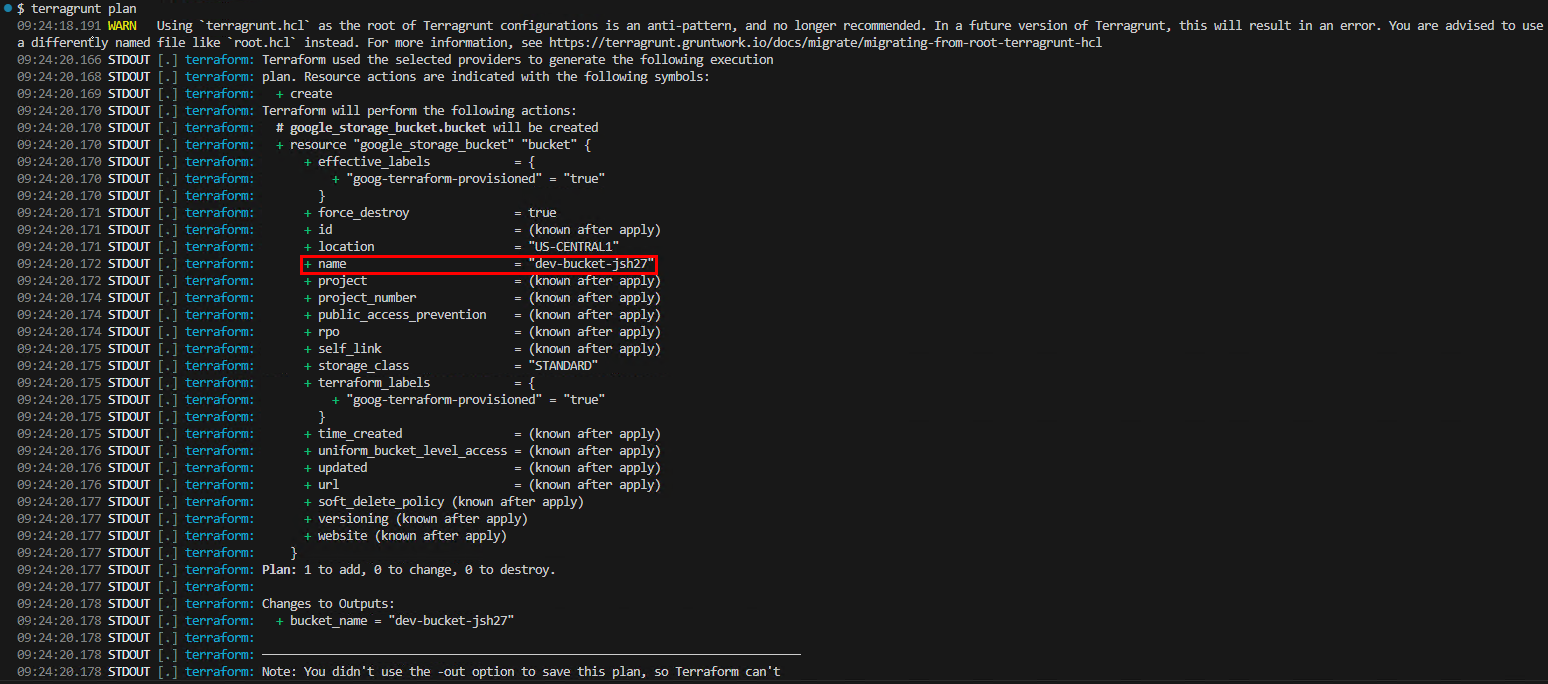 $ terragrunt plan
09:24:18.191 WARN   Using `terragrunt.hcl` as the root of Terragrunt configurations is an anti-pattern, and no longer recommended. In a future version of Terragrunt, this will result in an error. You are advised to use
a differently named file like `root.hcl` instead. For more information, see https://terragrunt.gruntwork.io/docs/migrate/migrating-from-root-terragrunt-hcl
09:24:20.166 STDOUT [.] terraform: Terraform used the selected providers to generate the following execution
09:24:20.168 STDOUT [.] terraform: plan. Resource actions are indicated with the following symbols:
09:24:20.169 STDOUT [.] terraform:   + create
09:24:20.170 STDOUT [.] terraform: Terraform will perform the following actions:
09:24:20.170 STDOUT [.] terraform:   # google_storage_bucket.bucket will be created
09:24:20.170 STDOUT [.] terraform:   + resource "google_storage_bucket" "bucket" {
09:24:20.170 STDOUT [.] terraform:       + effective_labels            = {
09:24:20.170 STDOUT [.] terraform:           + "goog-terraform-provisioned" = "true"
09:24:20.170 STDOUT [.] terraform:         }
09:24:20.171 STDOUT [.] terraform:       + force_destroy               = true
09:24:20.171 STDOUT [.] terraform:       + id                          = (known after apply)
09:24:20.171 STDOUT [.] terraform:       + location                    = "US-CENTRAL1"
09:24:20.172 STDOUT [.] terraform:       + name                        = "dev-bucket-jsh27"
09:24:20.172 STDOUT [.] terraform:       + project                     = (known after apply)
09:24:20.174 STDOUT [.] terraform:       + project_number              = (known after apply)
09:24:20.174 STDOUT [.] terraform:       + public_access_prevention    = (known after apply)
09:24:20.174 STDOUT [.] terraform:       + rpo                         = (known after apply)
09:24:20.175 STDOUT [.] terraform:       + self_link                   = (known after apply)
09:24:20.175 STDOUT [.] terraform:       + storage_class               = "STANDARD"
09:24:20.175 STDOUT [.] terraform:       + terraform_labels            = {
09:24:20.175 STDOUT [.] terraform:           + "goog-terraform-provisioned" = "true"
09:24:20.175 STDOUT [.] terraform:         }
09:24:20.175 STDOUT [.] terraform:       + time_created                = (known after apply)
09:24:20.176 STDOUT [.] terraform:       + uniform_bucket_level_access = (known after apply)
09:24:20.176 STDOUT [.] terraform:       + updated                     = (known after apply)
09:24:20.176 STDOUT [.] terraform:       + url                         = (known after apply)
09:24:20.177 STDOUT [.] terraform:       + soft_delete_policy (known after apply)
09:24:20.177 STDOUT [.] terraform:       + versioning (known after apply)
09:24:20.177 STDOUT [.] terraform:       + website (known after apply)
09:24:20.177 STDOUT [.] terraform:     }
09:24:20.177 STDOUT [.] terraform: Plan: 1 to add, 0 to change, 0 to destroy.
09:24:20.177 STDOUT [.] terraform:
09:24:20.178 STDOUT [.] terraform: Changes to Outputs:
09:24:20.178 STDOUT [.] terraform:   + bucket_name = "dev-bucket-jsh27"
09:24:20.178 STDOUT [.] terraform:
09:24:20.178 STDOUT [.] terraform: ─────────────────────────────────────────────────────────────────────────────
09:24:20.178 STDOUT [.] terraform: Note: You didn't use the -out option to save this plan, so Terraform can't